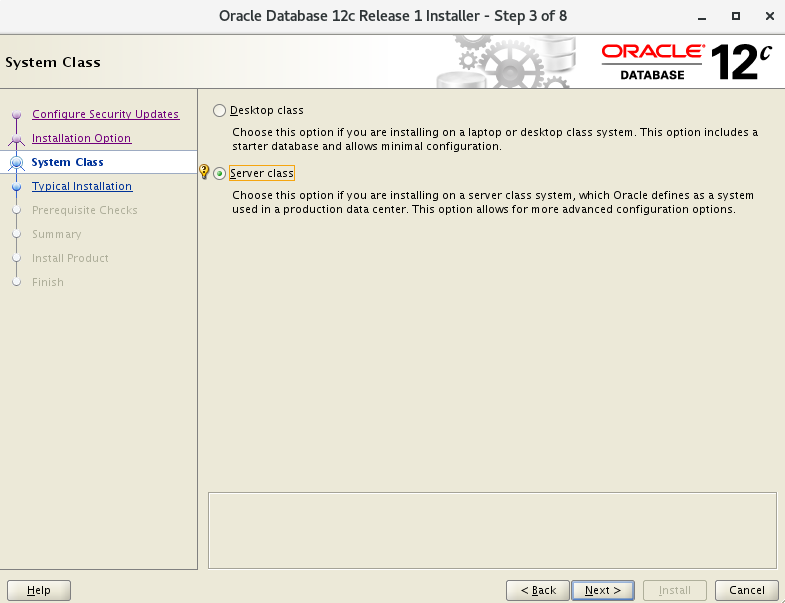 Oracle Database 12c Release 1 Installer - Step 3 of 8
System Class
ORACLE®
DATABASE
12c
Configure Security Updates
Installation Option
System Class
Typical Installation
Prerequisite Checks
Summary
Install Product
Finish
Desktop class
Choose this option if you are installing on a laptop or desktop class system. This option includes a
starter database and allows minimal configuration.
Server class
Choose this option if you are installing on a server class system, which Oracle defines as a system
used in a production data center. This option allows for more advanced configuration options.
Help
< Back
Next >
Install
Cancel